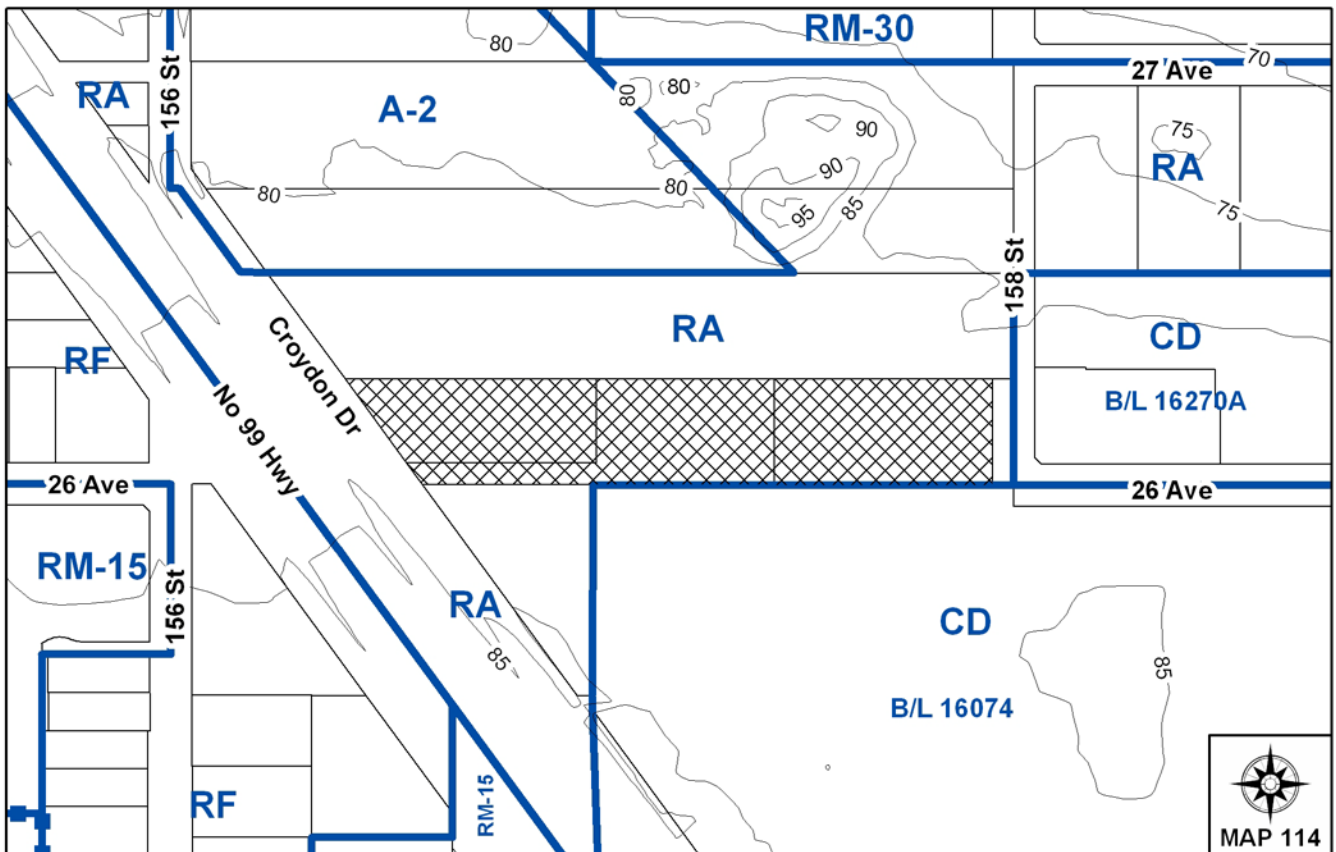 RM-30
80
70
27 Ave
RA
156 St
A-2
80
80
90
75
RA
90
80
80
95
85
75
158 St
RA
CD
Croydon Dr
RF
No 99 Hwy
B/L 16270A
26 Ave
26 Ave
RM-15
156 St
RA
CD
85
85
B/L 16074
RF
RM-15
MAP 114